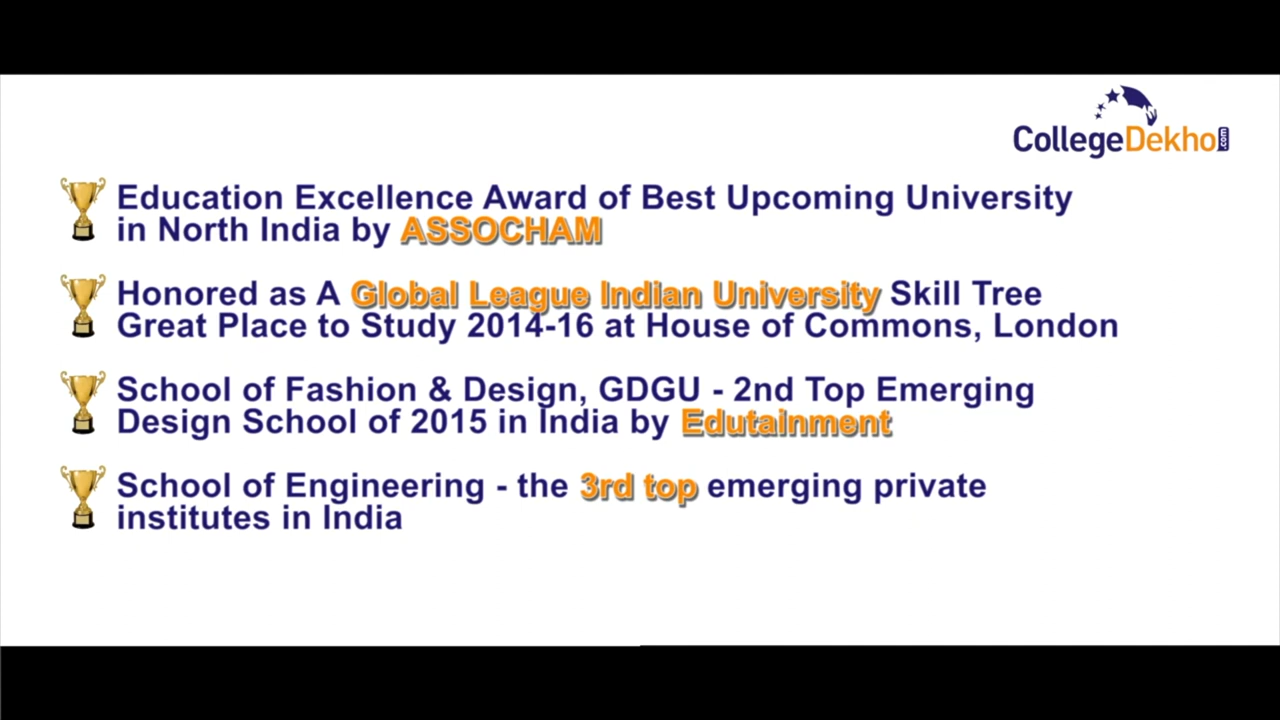 CollegeDekho.com
Education Excellence Award of Best Upcoming University
in North India by ASSOCHAM
Honored as A Global League Indian University Skill Tree
Great Place to Study 2014-16 at House of Commons, London
School of Fashion & Design, GDGU - 2nd Top Emerging
Design School of 2015 in India by Edutainment
School of Engineering - the 3rd top emerging private
institutes in India